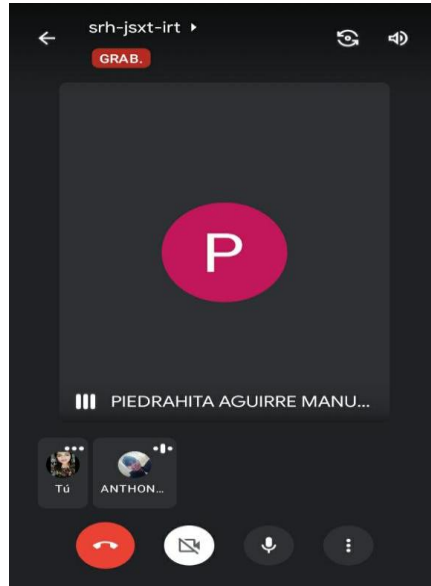 srh-jsxt-irt
GRAB.
P
PIEDRAHITA AGUIRRE MANU...
Tú
ANTHON...